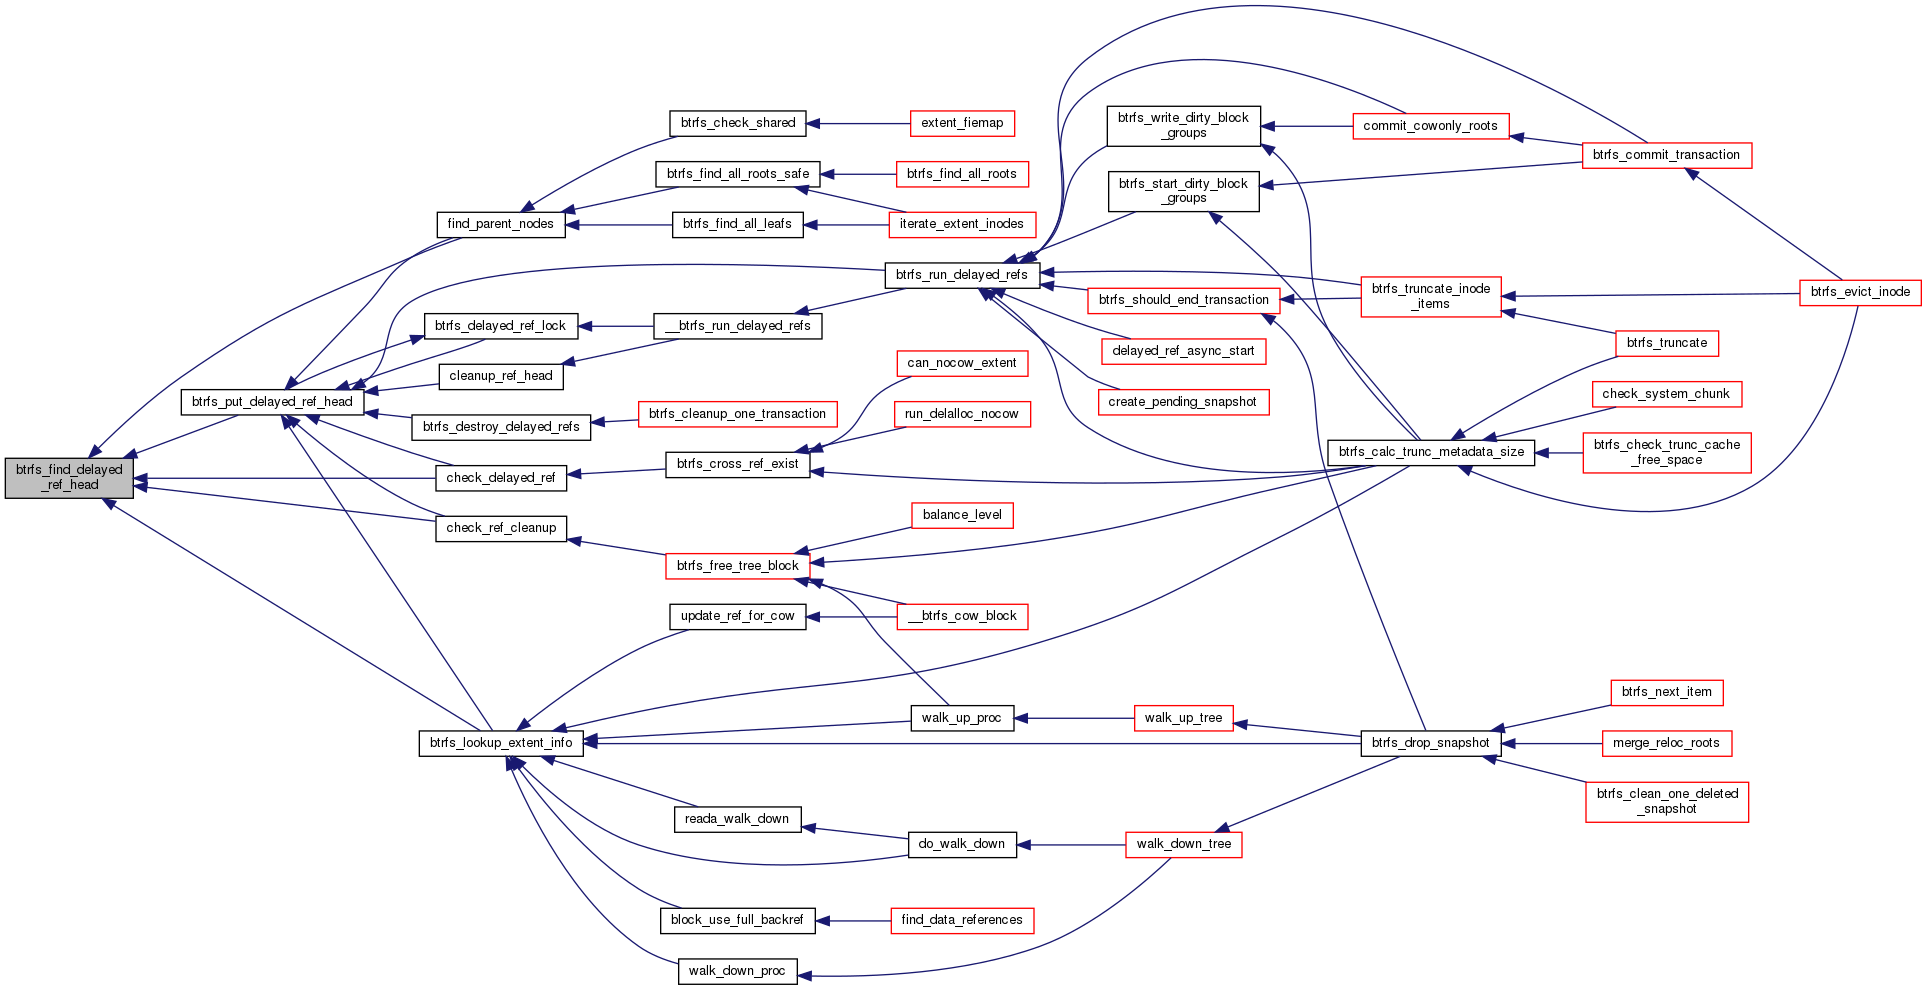 btrfs_find_delayed
_ref_head
btrfs_put_delayed_ref_head
find_parent_nodes
btrfs_delayed_ref_lock
cleanup_ref_head
btrfs_destroy_delayed_refs
check_delayed_ref
check_ref_cleanup
btrfs_lookup_extent_info
btrfs_check_shared
btrfs_find_all_roots_safe
btrfs_find_all_leafs
__btrfs_run_delayed_refs
btrfs_cleanup_one_transaction
btrfs_cross_ref_exist
btrfs_free_tree_block
update_ref_for_cow
reada_walk_down
block_use_full_backref
walk_down_proc
extent_fiemap
btrfs_find_all_roots
iterate_extent_inodes
btrfs_run_delayed_refs
can_nocow_extent
run_delalloc_nocow
balance_level
__btrfs_cow_block
walk_up_proc
do_walk_down
find_data_references
btrfs_write_dirty_block
_groups
btrfs_start_dirty_block
_groups
btrfs_should_end_transaction
delayed_ref_async_start
create_pending_snapshot
walk_up_tree
walk_down_tree
commit_cowonly_roots
btrfs_truncate_inode
_items
btrfs_calc_trunc_metadata_size
btrfs_drop_snapshot
btrfs_commit_transaction
btrfs_truncate
check_system_chunk
btrfs_check_trunc_cache
_free_space
btrfs_next_item
merge_reloc_roots
btrfs_clean_one_deleted
_snapshot
btrfs_evict_inode